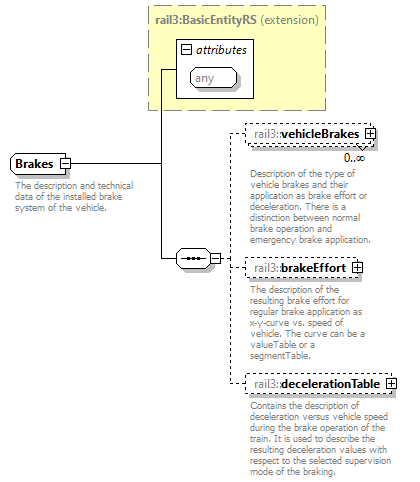 rail3:BasicEntityRS (extension)
attributes
any
Brakes
The description and technical
data of the installed brake
system of the vehicle.
rail3::vehicleBrakes
0..∞
Description of the type of
vehicle brakes and their
application as brake effort or
deceleration. There is a
distinction between normal
brake operation and
emergency brake application.
rail3::brakeEffort
The description of the
resulting brake effort for
regular brake application as
x-y-curve vs. speed of
vehicle. The curve can be a
valueTable or a
segmentTable.
rail3::decelerationTable
Contains the description of
deceleration versus vehicle speed
during the brake operation of the
train. It is used to describe the
resulting deceleration values with
respect to the selected supervision
mode of the braking.